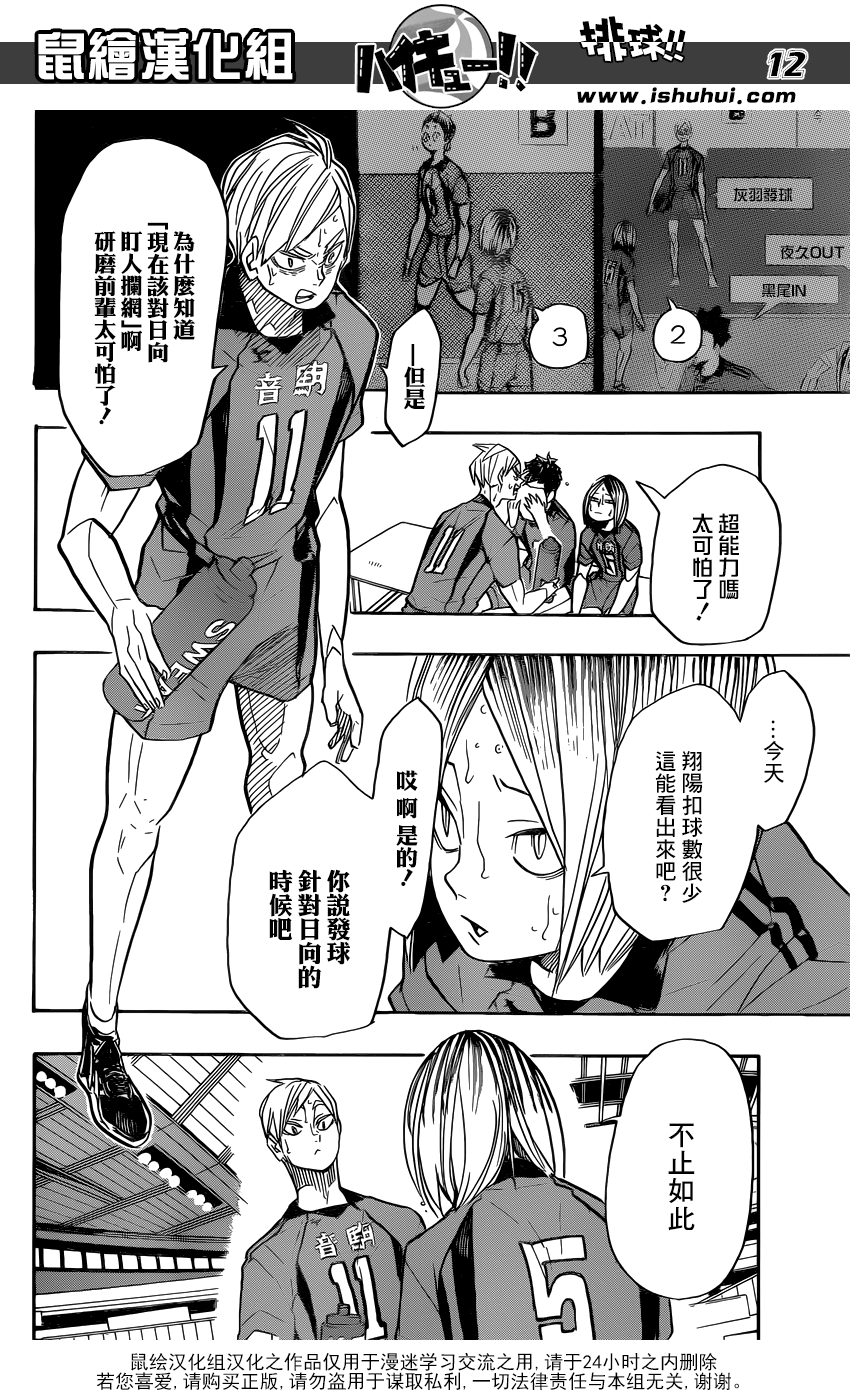 鼠繪漢化組
ハイキュー!!
排球!!
12
www.ishuhui.com
B
11
灰羽發球
夜久OUT
黑尾IN
2
3
—但是
為什麼知道
「現在該對日向
盯人攔網」啊
研磨前輩太可怕了！
音駒
11
SWEA
超能力嗎
太可怕了！
11
…今天
翔陽扣球數很少
這能看出來吧？
哎啊是的！
你説發球
針對日向的
時候吧
不止如此
音駒
11
5
鼠绘汉化组汉化之作品仅用于漫迷学习交流之用, 请于24小时之内删除
若您喜爱, 请购买正版, 请勿盗用于谋取私利, 一切法律责任与本组无关, 谢谢。